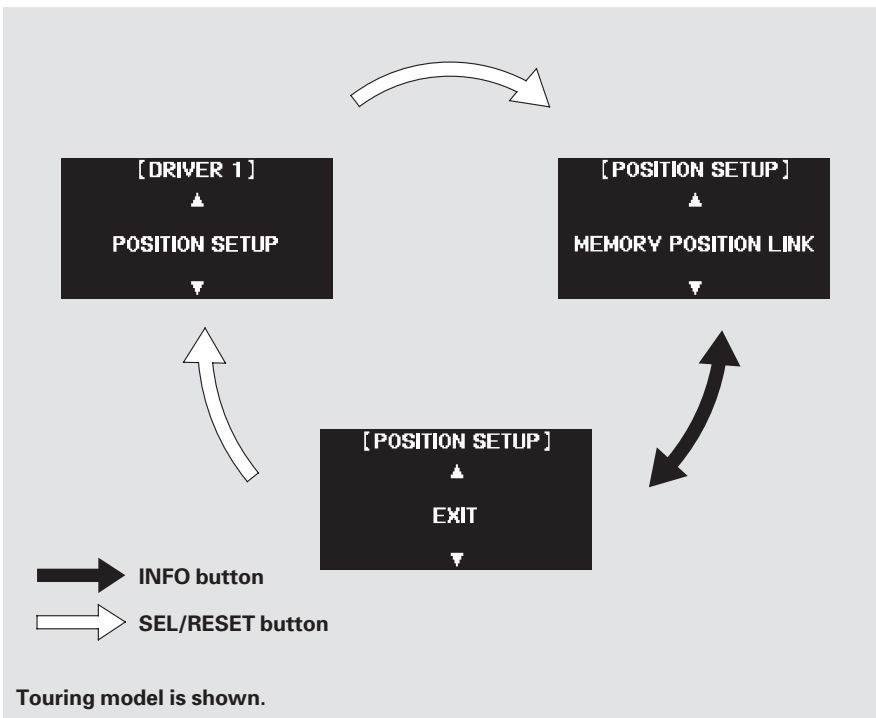 [DRIVER 1]
▲
POSITION SETUP
▼
[POSITION SETUP]
▲
MEMORY POSITION LINK
▼
[POSITION SETUP]
▲
EXIT
▼
INFO button
SEL/RESET button
Touring model is shown.